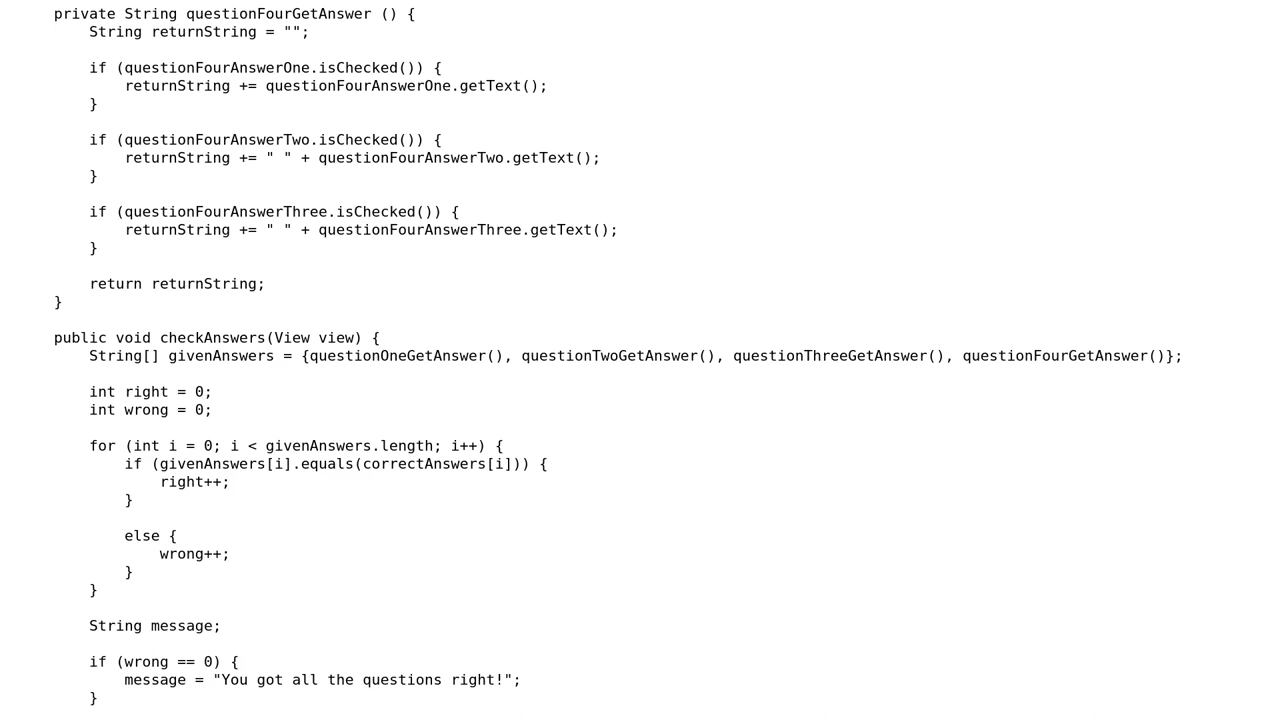 private String questionFourGetAnswer () {
String returnString = "";
if (questionFourAnswerOne.isChecked()) {
returnString += questionFourAnswerOne.getText();
}
if (questionFourAnswerTwo.isChecked()) {
returnString += " " + questionFourAnswerTwo.getText();
}
if (questionFourAnswerThree.isChecked()) {
returnString += " " + questionFourAnswerThree.getText();
}
return returnString;
}
public void checkAnswers(View view) {
String[] givenAnswers = {questionOneGetAnswer(), questionTwoGetAnswer(), questionThreeGetAnswer(), questionFourGetAnswer()};
int right = 0;
int wrong = 0;
for (int i = 0; i < givenAnswers.length; i++) {
if (givenAnswers[i].equals(correctAnswers[i])) {
right++;
}
else {
wrong++;
}
}
String message;
if (wrong == 0) {
message = "You got all the questions right!";
}